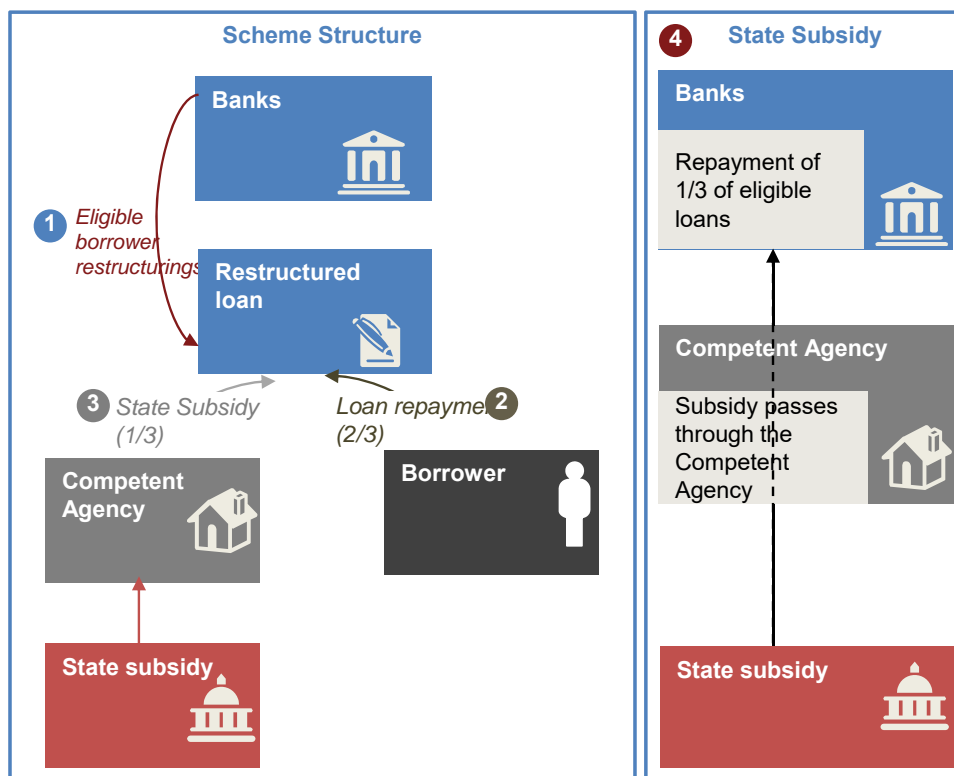 Scheme Structure
Banks
1
Eligible
borrower
restructurings
Restructured
loan
3
State Subsidy
(1/3)
2
(2/3)
Loan
Competent
Agency
Borrower
State subsidy
4
State Subsidy
Banks
Repayment of
1/3 of eligible
loans
Competent Agency
Subsidy passes
through the
Competent
Agency
State subsidy